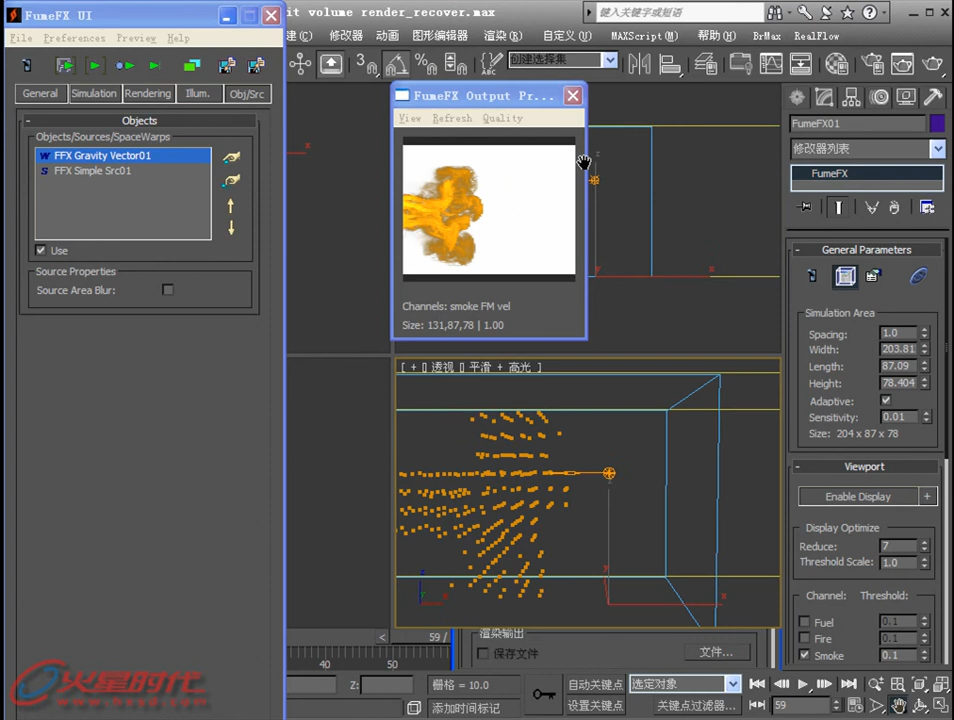 FumeFX UI
it volume render_recover.max
键入关键字或短语
File Preferences Preview Help
修改器 动画 图形编辑器 渲染(R) 自定义(U) MAXScript(M) 帮助(H) BrMax RealFlow
创建选择集
General Simulation Rendering Illum. Obj/Src
Objects
Objects/Sources/SpaceWarps
W FFX Gravity Vector01
S FFX Simple Src01
Use
Source Properties
Source Area Blur:
FumeFX Output Pr...
View Refresh Quality
Channels: smoke FM vel
Size: 131,87,78 | 1.00
[ + [] 透视 [] 平滑 + 高光 ]
FumeFX01
修改器列表
FumeFX
General Parameters
Simulation Area
Spacing: 1.0
Width: 203.81
Length: 87.09
Height: 78.404
Adaptive:
Sensitivity: 0.01
Size: 204 x 87 x 78
Viewport
Enable Display +
Display Optimize
Reduce: 7
Threshold Scale: 1.0
Channel: Threshold:
Fuel 0.1
Fire 0.1
Smoke 0.1
59 /
渲染输出
保存文件 文件...
40 50
Z: 栅格 = 10.0
添加时间标记
自动关键点 选定对象
设置关键点 关键点过滤器...
59
火星时代